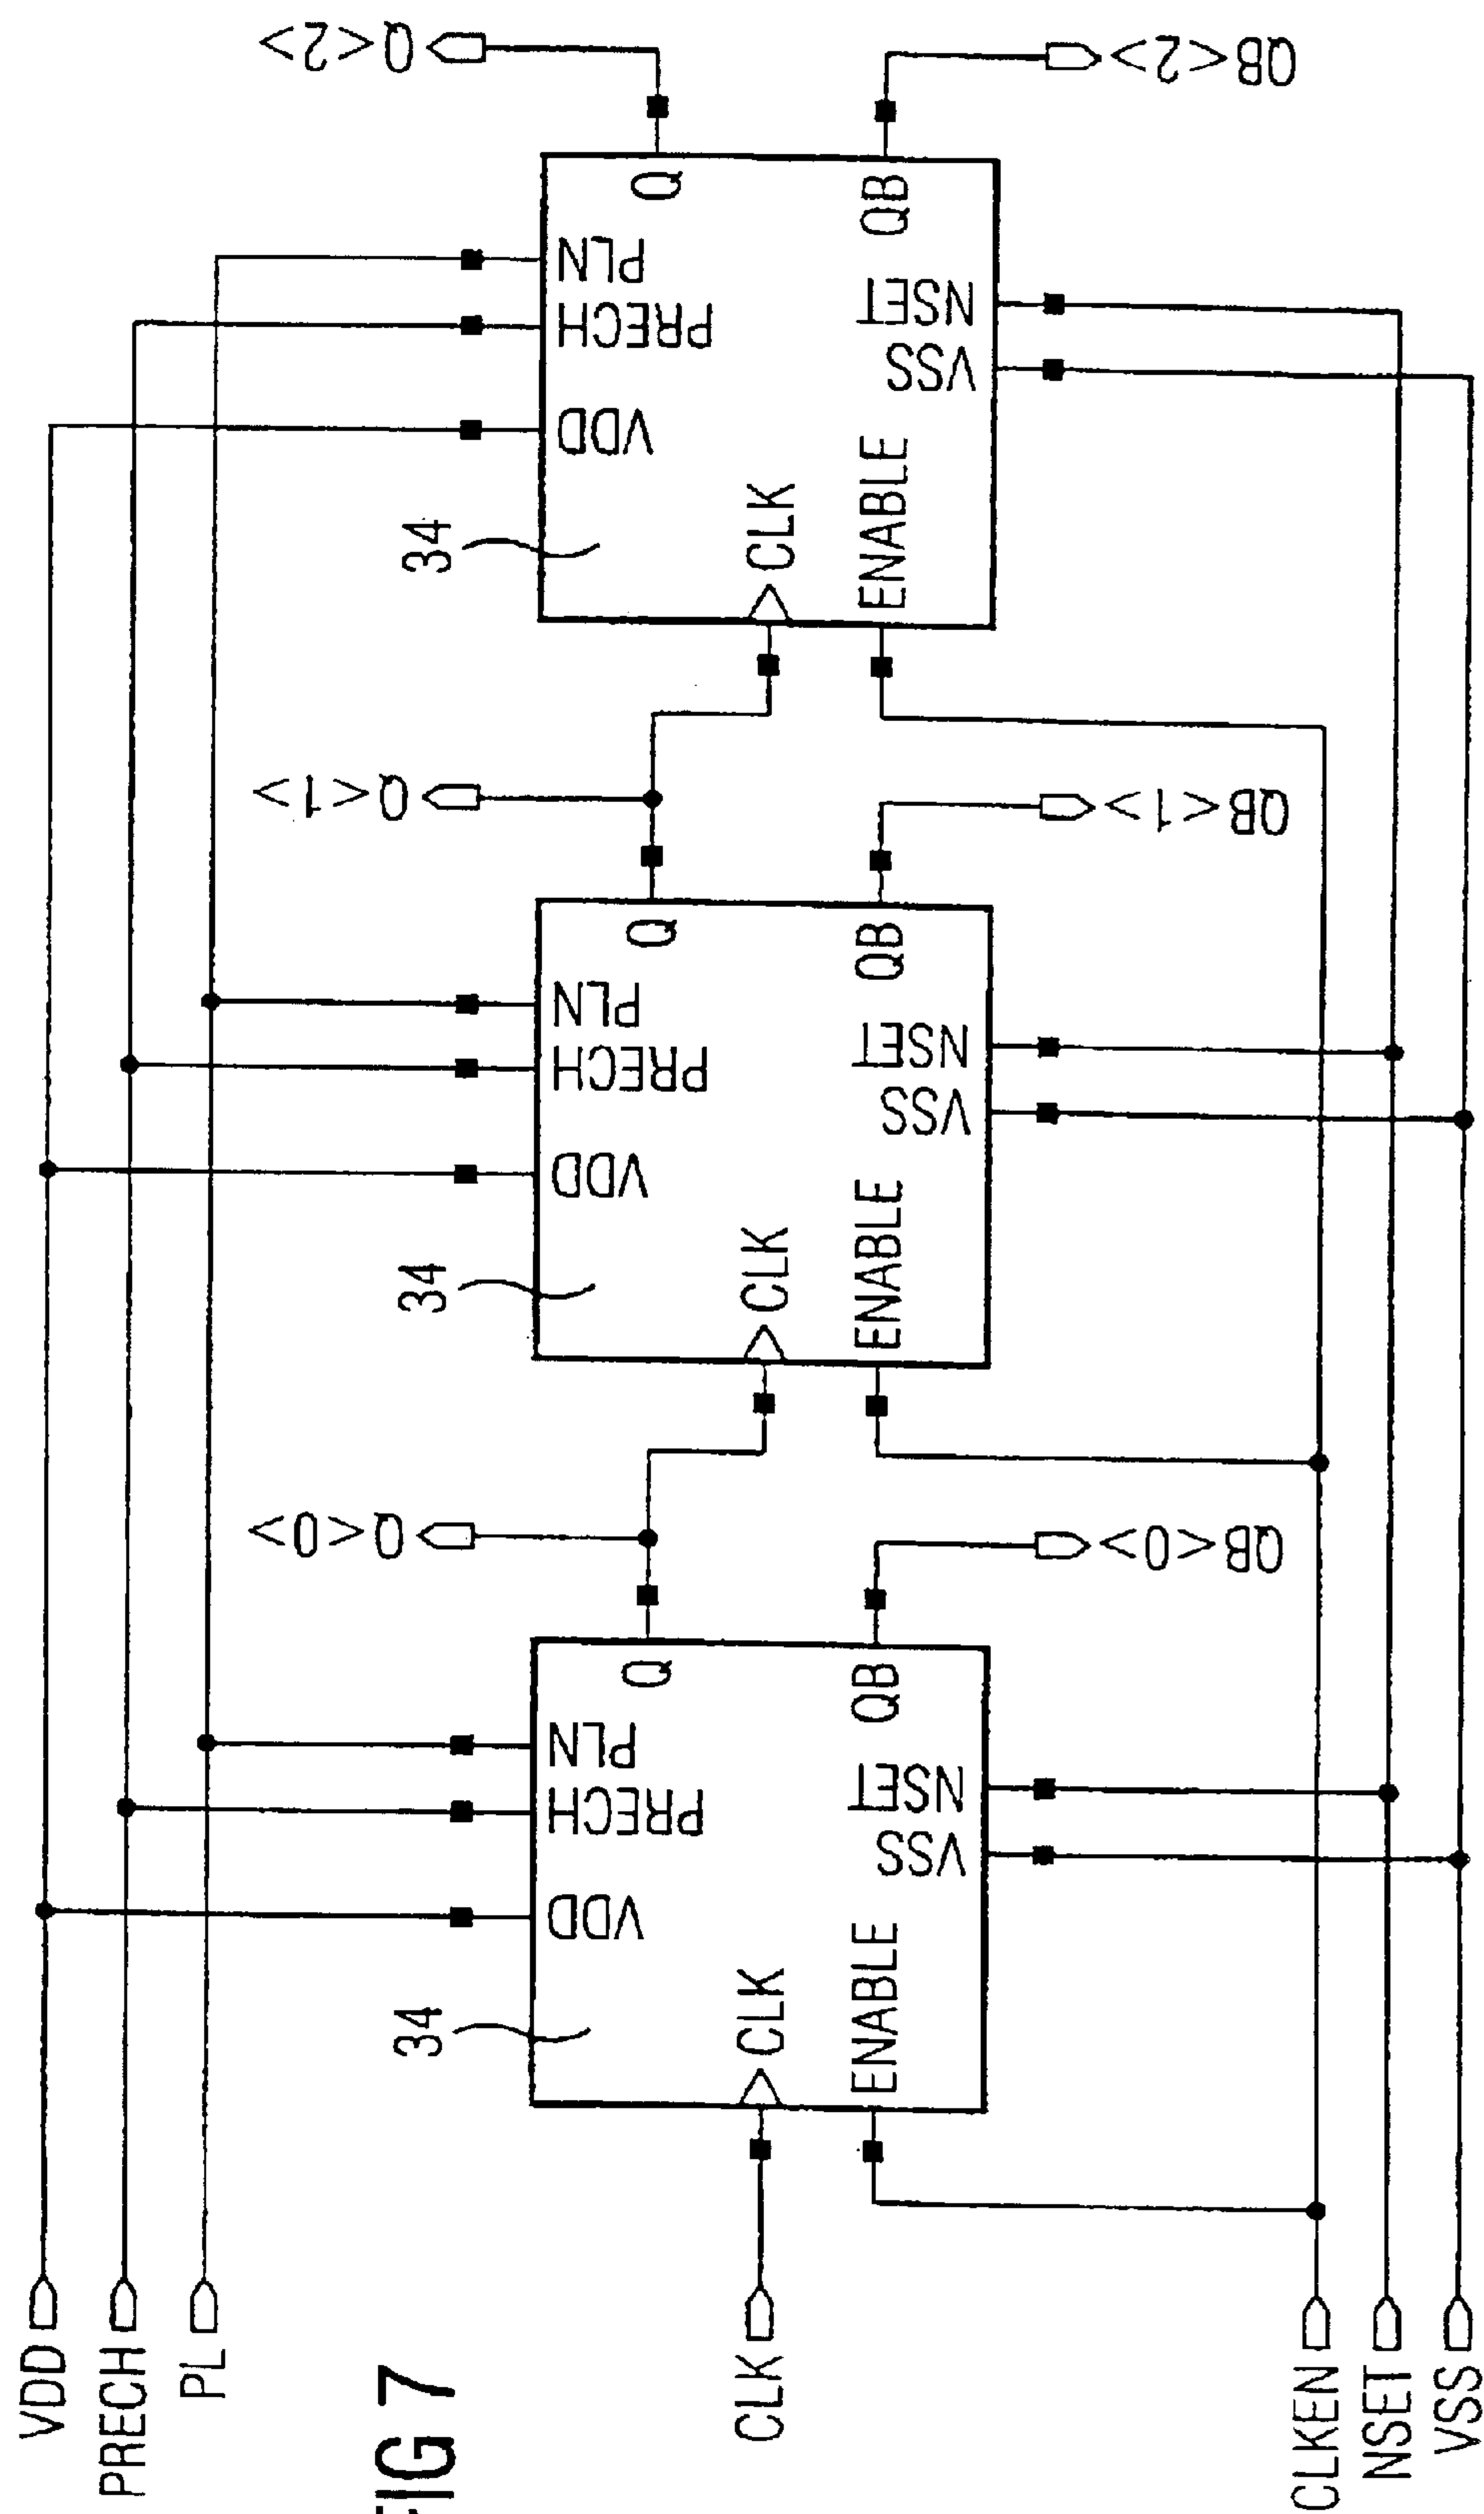 FIG 7
VDD
PRECH
PL
CLK
CLKEN
NSET
VSS
34
VDD
PRECH
PLN
Q
CLK
ENABLE
VSS
NSET
QB
Q<0>
QB<0>
34
VDD
PRECH
PLN
Q
CLK
ENABLE
VSS
NSET
QB
Q<1>
QB<1>
34
VDD
PRECH
PLN
Q
CLK
ENABLE
VSS
NSET
QB
Q<2>
QB<2>